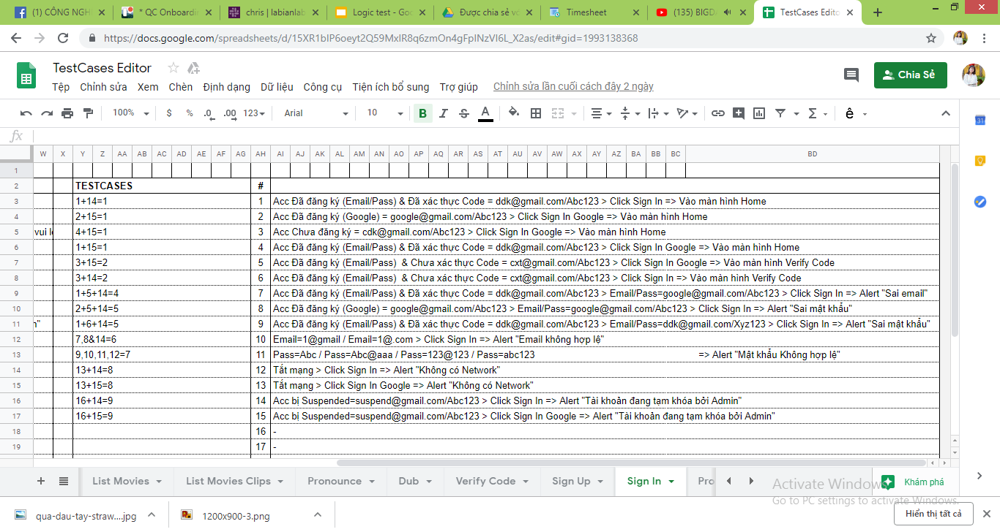 (1) CÔNG NGH
* QC Onboardin
chris | labianlab
Logic test - Goo
Được chia sẻ vớ
Timesheet
(135) BIGD
TestCases Edito
https://docs.google.com/spreadsheets/d/15XR1bIP6oeyt2Q59MxIR8q6zmOn4gFpINzVI6L_X2as/edit#gid=1993138368
TestCases Editor
Tệp Chỉnh sửa Xem Chèn Định dạng Dữ liệu Công cụ Tiện ích bổ sung Trợ giúp Chỉnh sửa lần cuối cách đây 2 ngày
Chia Sẻ
100% $ % .0 .00 123 Arial 10 B I S A Σ ê
fx
W X Y Z AA AB AC AD AE AF AG AH AI AJ AK AL AM AN AO AP AQ AR AS AT AU AV AW AX AY AZ BA BB BC BD
1
2 TESTCASES #
3 1+14=1 1 Acc Đã đăng ký (Email/Pass) & Đã xác thực Code = ddk@gmail.com/Abc123 > Click Sign In => Vào màn hình Home
4 2+15=1 2 Acc Đã đăng ký (Google) = google@gmail.com/Abc123 > Click Sign In Google => Vào màn hình Home
5 vui lò 4+15=1 3 Acc Chưa đăng ký = cdk@gmail.com/Abc123 > Click Sign In Google => Vào màn hình Home
6 1+15=1 4 Acc Đã đăng ký (Email/Pass) & Đã xác thực Code = ddk@gmail.com/Abc123 > Click Sign In Google => Vào màn hình Home
7 3+15=2 5 Acc Đã đăng ký (Email/Pass) & Chưa xác thực Code = cxt@gmail.com/Abc123 > Click Sign In Google => Vào màn hình Verify Code
8 3+14=2 6 Acc Đã đăng ký (Email/Pass) & Chưa xác thực Code = cxt@gmail.com/Abc123 > Click Sign In => Vào màn hình Verify Code
9 1+5+14=4 7 Acc Đã đăng ký (Email/Pass) & Đã xác thực Code = ddk@gmail.com/Abc123 > Email/Pass=google@gmail.com/Abc123 > Click Sign In => Alert "Sai email"
10 2+5+14=5 8 Acc Đã đăng ký (Google) = google@gmail.com/Abc123 > Email/Pass=google@gmail.com/Abc123 > Click Sign In => Alert "Sai mật khẩu"
11 n" 1+6+14=5 9 Acc Đã đăng ký (Email/Pass) & Đã xác thực Code = ddk@gmail.com/Abc123 > Email/Pass=ddk@gmail.com/Xyz123 > Click Sign In => Alert "Sai mật khẩu"
12 7,8&14=6 10 Email=1@gmail / Email=1@.com > Click Sign In => Alert "Email không hợp lệ"
13 9,10,11,12=7 11 Pass=Abc / Pass=Abc@aaa / Pass=123@123 / Pass=abc123 => Alert "Mật khẩu Không hợp lệ"
14 13+14=8 12 Tắt mạng > Click Sign In => Alert "Không có Network"
15 13+15=8 13 Tắt mạng > Click Sign In Google => Alert "Không có Network"
16 16+14=9 14 Acc bị Suspended=suspend@gmail.com/Abc123 > Click Sign In => Alert "Tài khoản đang tạm khóa bởi Admin"
17 16+15=9 15 Acc bị Suspended=suspend@gmail.com/Abc123 > Click Sign In Google => Alert "Tài khoản đang tạm khóa bởi Admin"
18 16 -
19 17 -
List Movies List Movies Clips Pronounce Dub Verify Code Sign Up Sign In Pro
Khám phá
Activate Windows
Go to PC settings to activate Windows.
qua-dau-tay-straw....jpg
1200x900-3.png
Hiển thị tất cả